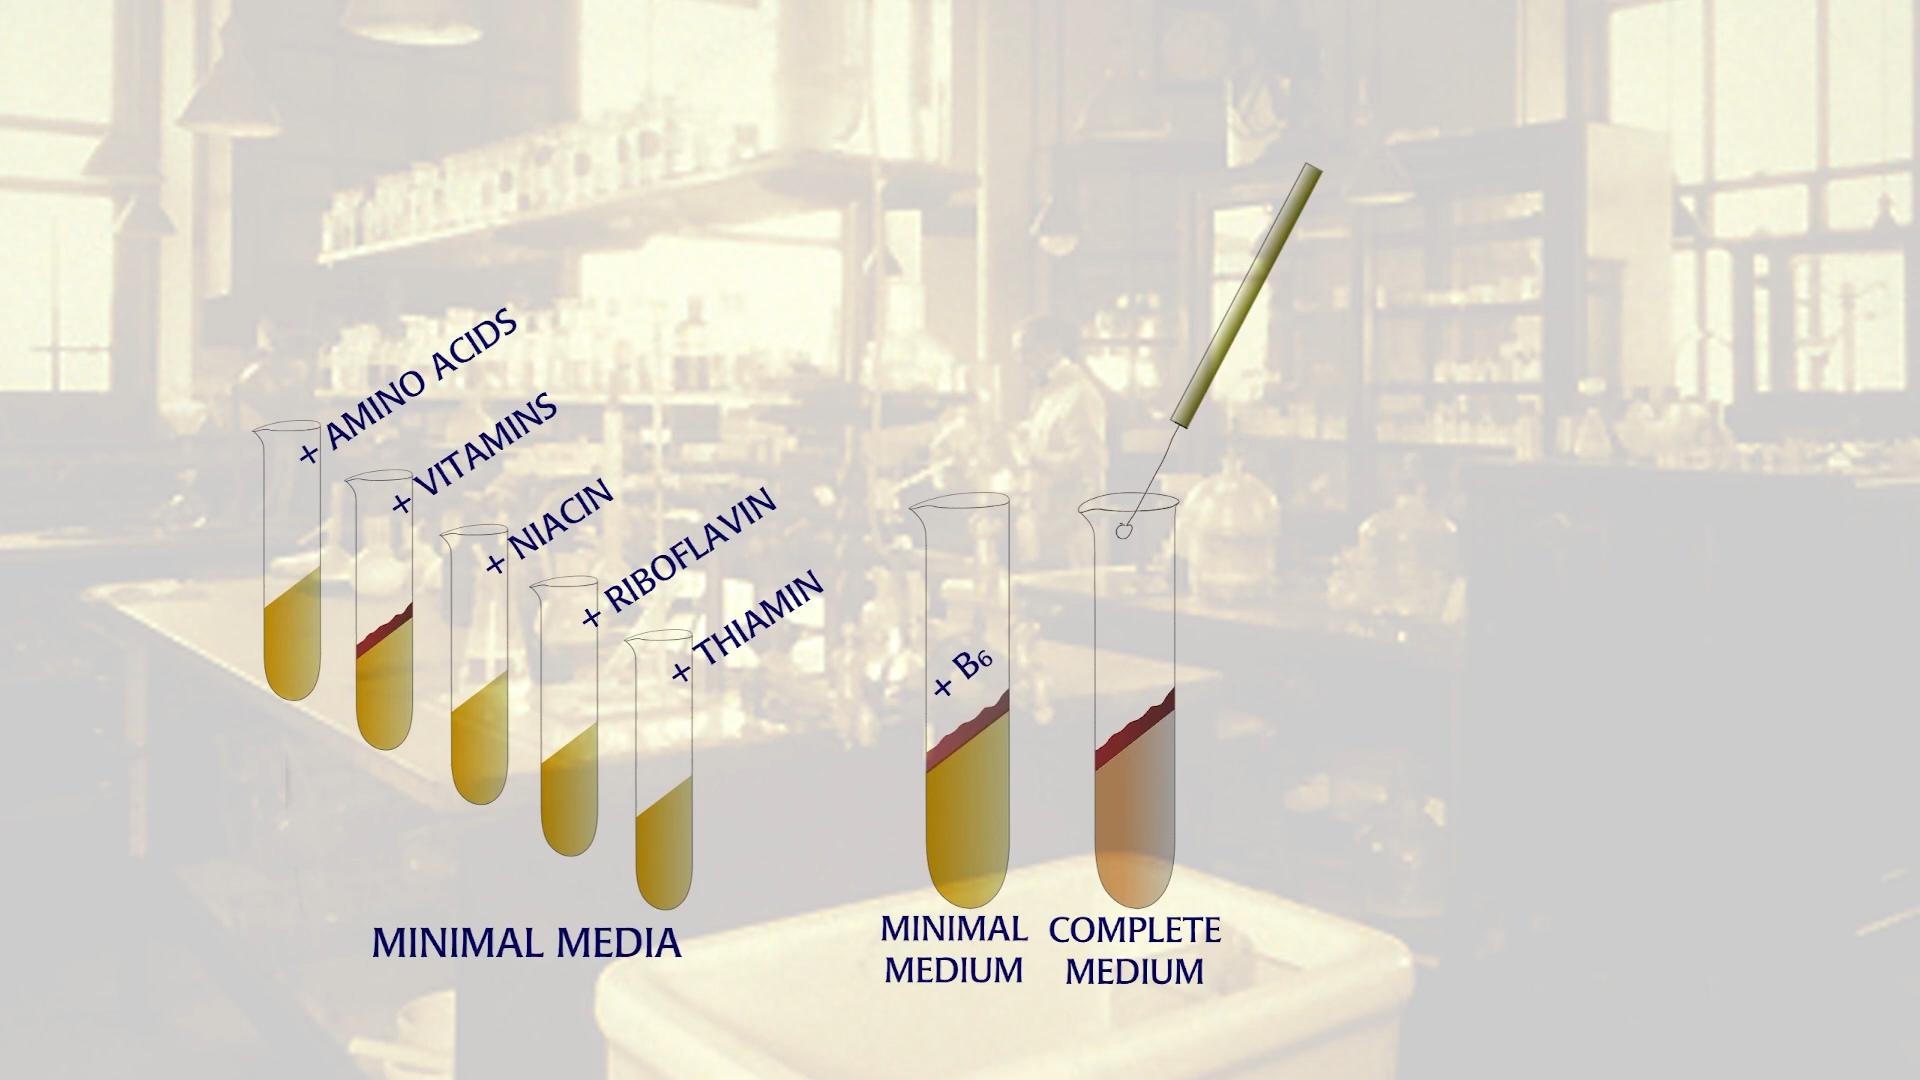 + AMINO ACIDS
+ VITAMINS
+ NIACIN
+ RIBOFLAVIN
+ THIAMIN
+ B₆
MINIMAL MEDIA
MINIMAL
MEDIUM
COMPLETE
MEDIUM